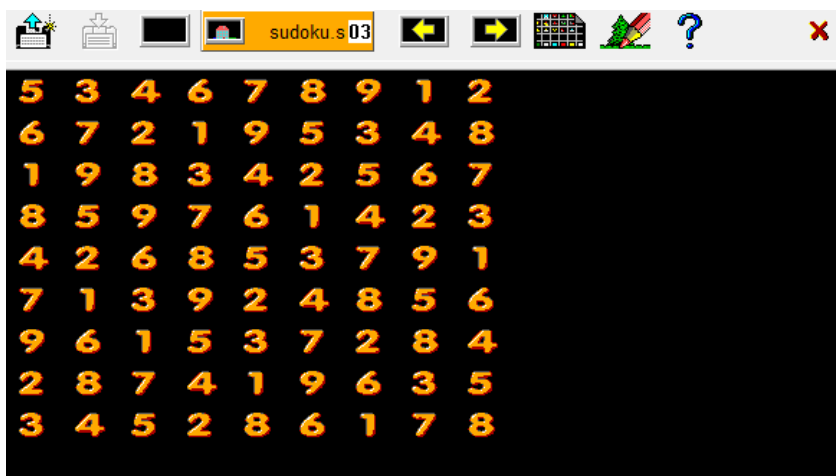 sudoku.s 03
5 3 4 6 7 8 9 1 2
6 7 2 1 9 5 3 4 8
1 9 8 3 4 2 5 6 7
8 5 9 7 6 1 4 2 3
4 2 6 8 5 3 7 9 1
7 1 3 9 2 4 8 5 6
9 6 1 5 3 7 2 8 4
2 8 7 4 1 9 6 3 5
3 4 5 2 8 6 1 7 8